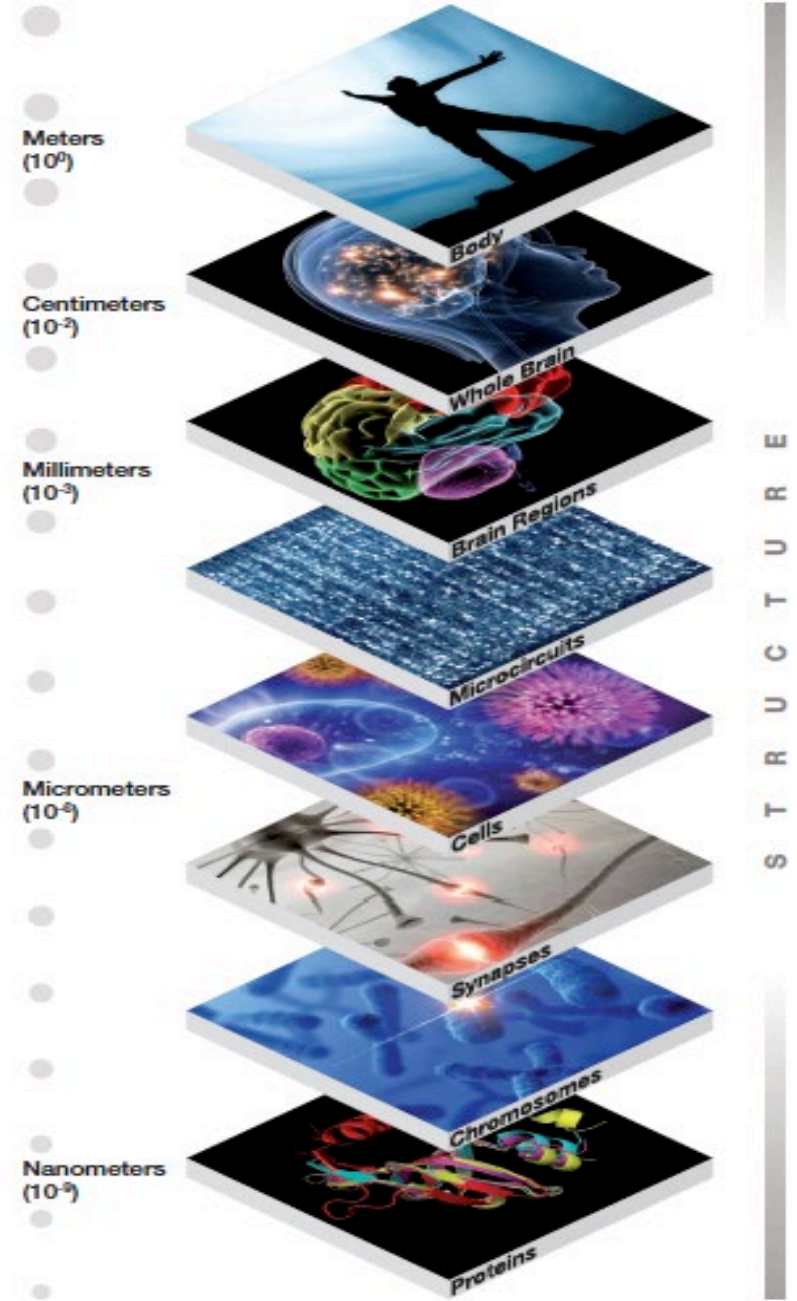 Meters
(10⁰)
Body
Centimeters
(10⁻²)
Whole Brain
Millimeters
(10⁻³)
Brain Regions
Microcircuits
Micrometers
(10⁻⁶)
Cells
Synapses
Chromosomes
Nanometers
(10⁻⁹)
Proteins
STRUCTURE